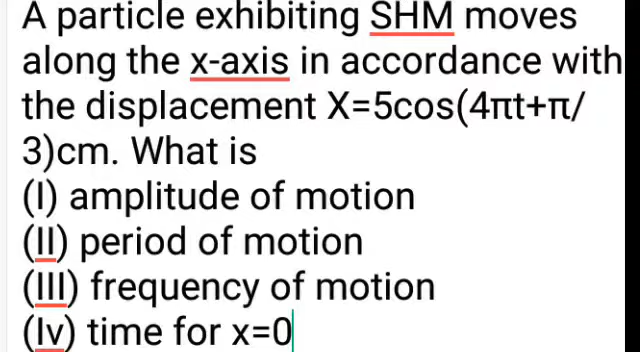 A particle exhibiting SHM moves
along the x-axis in accordance with
the displacement X=5cos(4πt+π/
3)cm. What is
(I) amplitude of motion
(II) period of motion
(III) frequency of motion
(Iv) time for x=0